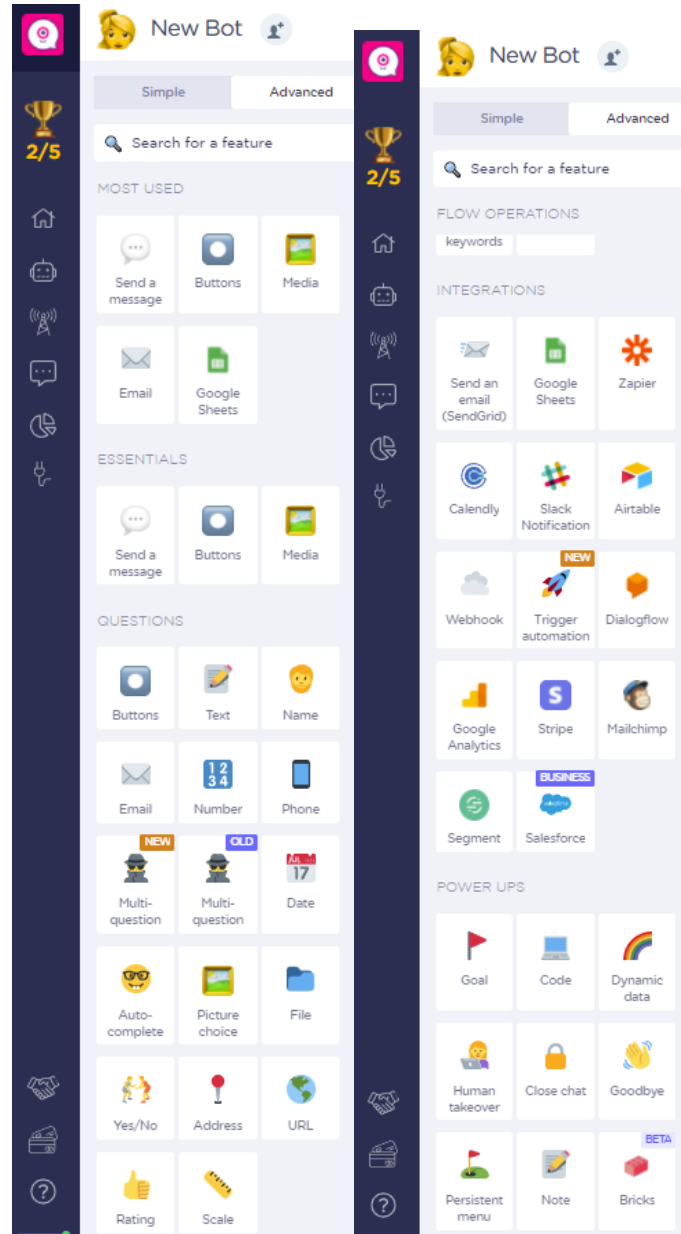 New Bot
Simple
Advanced
2/5
Search for a feature
MOST USED
Send a
message
Buttons
Media
Email
Google
Sheets
ESSENTIALS
Send a
message
Buttons
Media
QUESTIONS
Buttons
Text
Name
1 2
3 4
Email
Number
Phone
NEW
OLD
17
Multi-
question
Multi-
question
Date
Auto-
complete
Picture
choice
File
Yes/No
Address
URL
Rating
Scale
New Bot
Simple
Advanced
2/5
Search for a feature
FLOW OPERATIONS
keywords
INTEGRATIONS
Send an
email
(SendGrid)
Google
Sheets
Zapier
Calendly
Slack
Notification
Airtable
NEW
Webhook
Trigger
automation
Dialogflow
S
Google
Analytics
Stripe
Mailchimp
BUSINESS
Segment
Salesforce
POWER UPS
Goal
Code
Dynamic
data
Human
takeover
Close chat
Goodbye
BETA
Persistent
menu
Note
Bricks